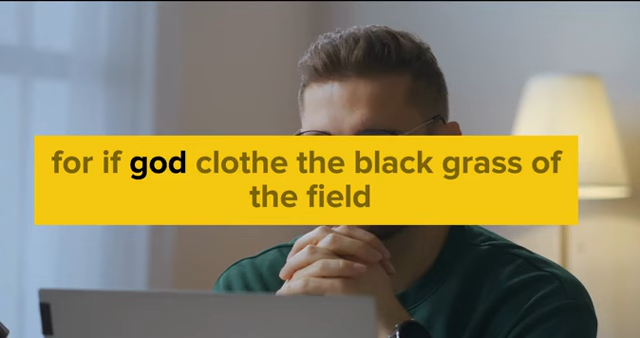 for if god clothe the black grass of
the field